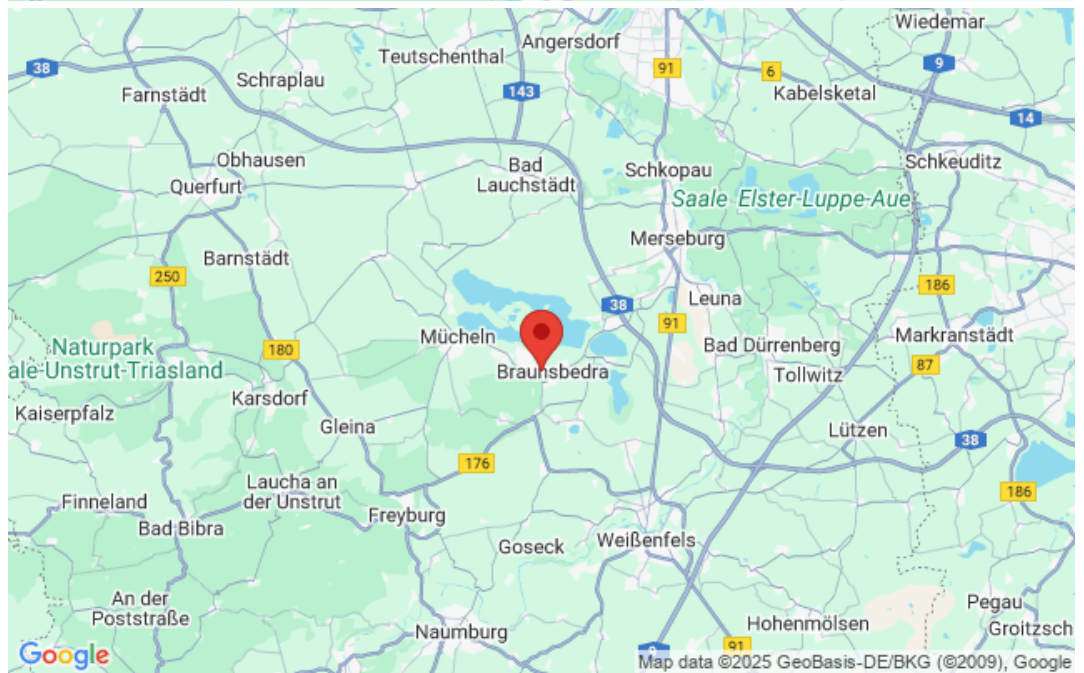 Wiedemar
Angersdorf
Teutschenthal
9
38
91
6
Schraplau
143
Kabelsketal
Farnstädt
14
Obhausen
Bad
Lauchstädt
Schkopau
Schkeuditz
Querfurt
Saale Elster-Luppe-Aue
Merseburg
Barnstädt
250
186
Leuna
38
91
Mücheln
Markranstädt
Naturpark
ale-Unstrut-Triasland
180
Bad Dürrenberg
87
Braunsbedra
Tollwitz
Karsdorf
Kaiserpfalz
Gleina
Lützen
38
176
Laucha an
der Unstrut
186
Finneland
Freyburg
Bad Bibra
Weißenfels
Goseck
An der
Poststraße
Pegau
Hohenmölsen
Groitzsch
Naumburg
91
9
Google
Map data ©2025 GeoBasis-DE/BKG (©2009), Google